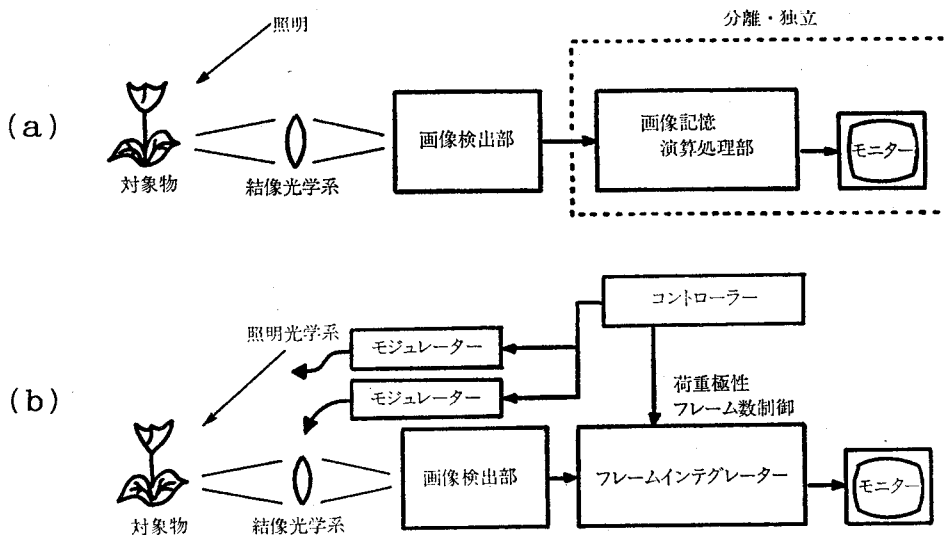 分離・独立
照明
(a)
画像検出部
画像記憶
演算処理部
モニター
対象物
結像光学系
コントローラー
照明光学系
モジュレーター
(b)
モジュレーター
荷重極性
フレーム数制御
画像検出部
フレームインテグレーター
モニター
対象物
結像光学系